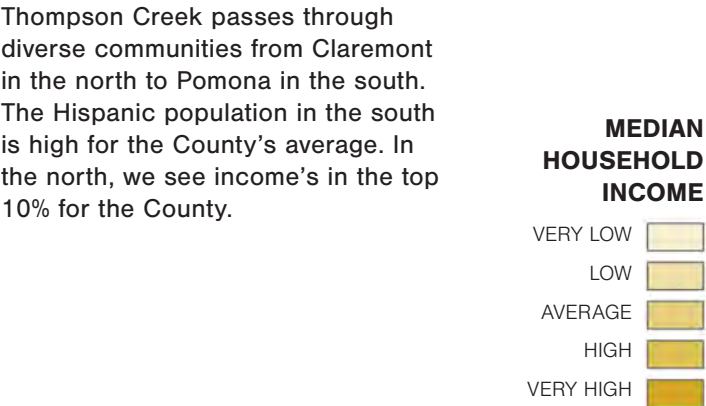 Thompson Creek passes through
diverse communities from Claremont
in the north to Pomona in the south.
The Hispanic population in the south
is high for the County's average. In
the north, we see income's in the top
10% for the County.
MEDIAN
HOUSEHOLD
INCOME
VERY LOW
LOW
AVERAGE
HIGH
VERY HIGH